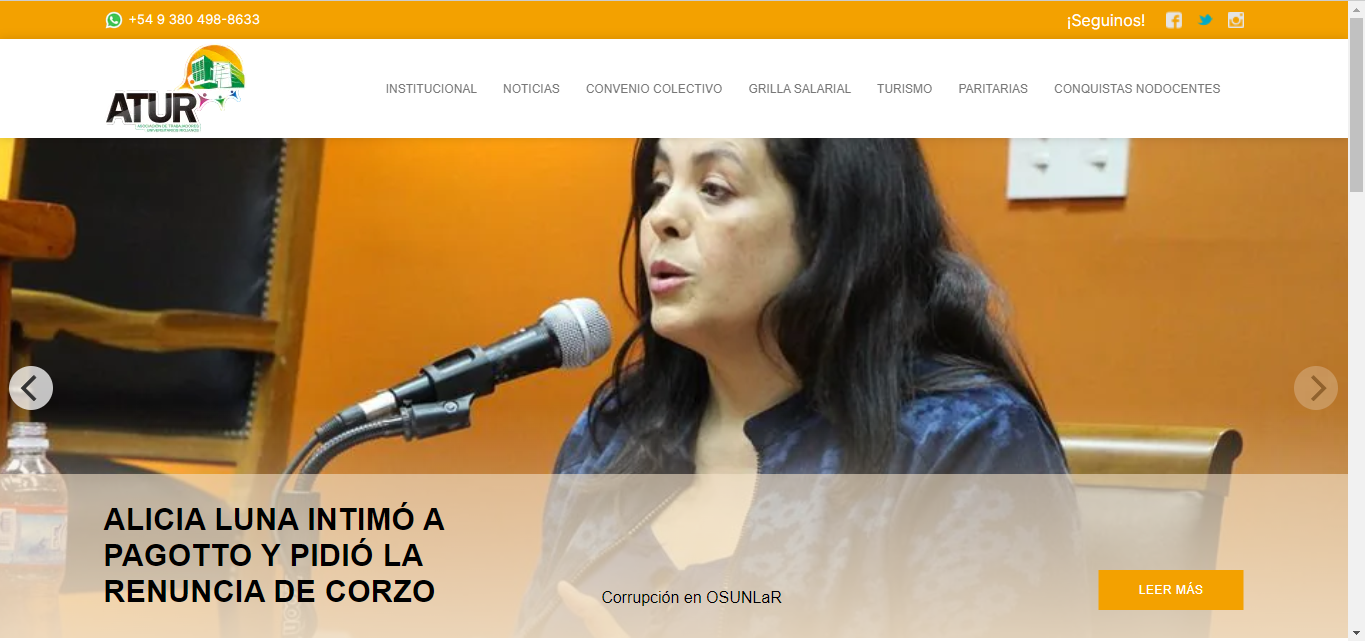 +54 9 380 498-8633
¡Seguinos!
ATUR
ASOCIACIÓN DE TRABAJADORES
UNIVERSITARIOS RIOJANOS
INSTITUCIONAL
NOTICIAS
CONVENIO COLECTIVO
GRILLA SALARIAL
TURISMO
PARITARIAS
CONQUISTAS NODOCENTES
ALICIA LUNA INTIMÓ A
PAGOTTO Y PIDIÓ LA
RENUNCIA DE CORZO
Corrupción en OSUNLaR
LEER MÁS